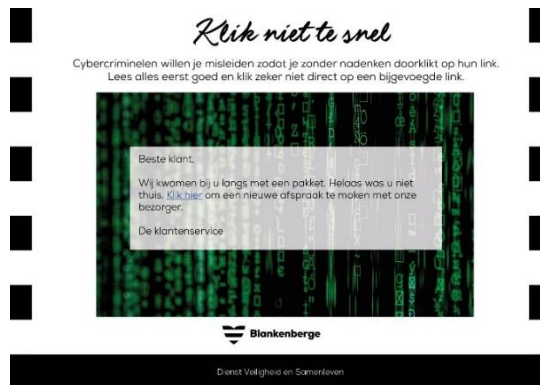 Klik niet te snel
Cybercriminelen willen je misleiden zodat je zonder nadenken doorklikt op hun link.
Lees alles eerst goed en klik zeker niet direct op een bijgevoegde link.
Beste klant,
Wij kwamen bij u langs met een pakket. Helaas was u niet
thuis. Klik hier om een nieuwe afspraak te maken met onze
bezorger.
De klantenservice
Blankenberge
Dienst Veiligheid en Samenleven